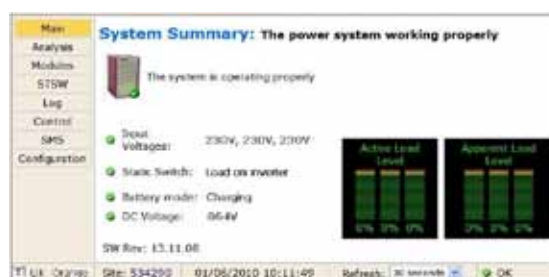 Main
Analysis
Modules
STSW
Log
Control
SMS
Configuration
System Summary: The power system working properly
The system is operating properly
Input Voltages: 230V, 230V, 230V
Static Switch: Load on inverter
Battery mode: Charging
DC Voltage:
SW Rev: 13.11.08
Active Load Level
0% 0% 0%
Apparent Load Level
0% 0% 0%
Site: 534290
01/06/2010 10:11:49
Refresh: 30 seconds
OK